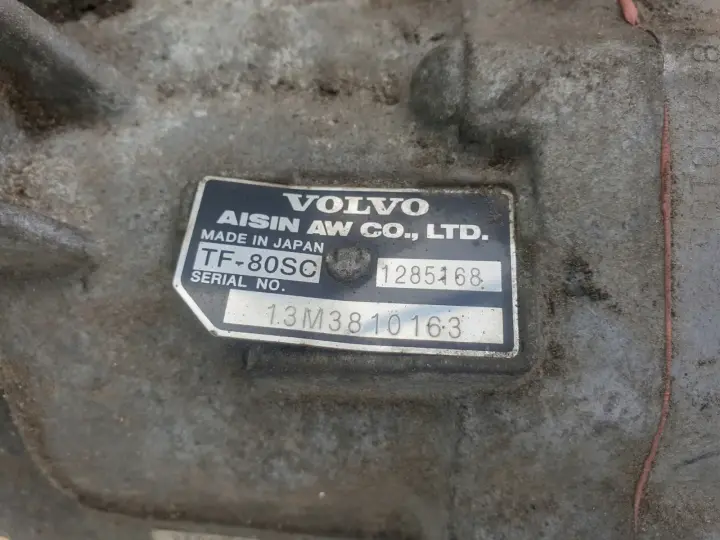 VOLVO
AISIN AW CO., LTD.
MADE IN JAPAN
TF-80SC 1285168
SERIAL NO.
13M3810163